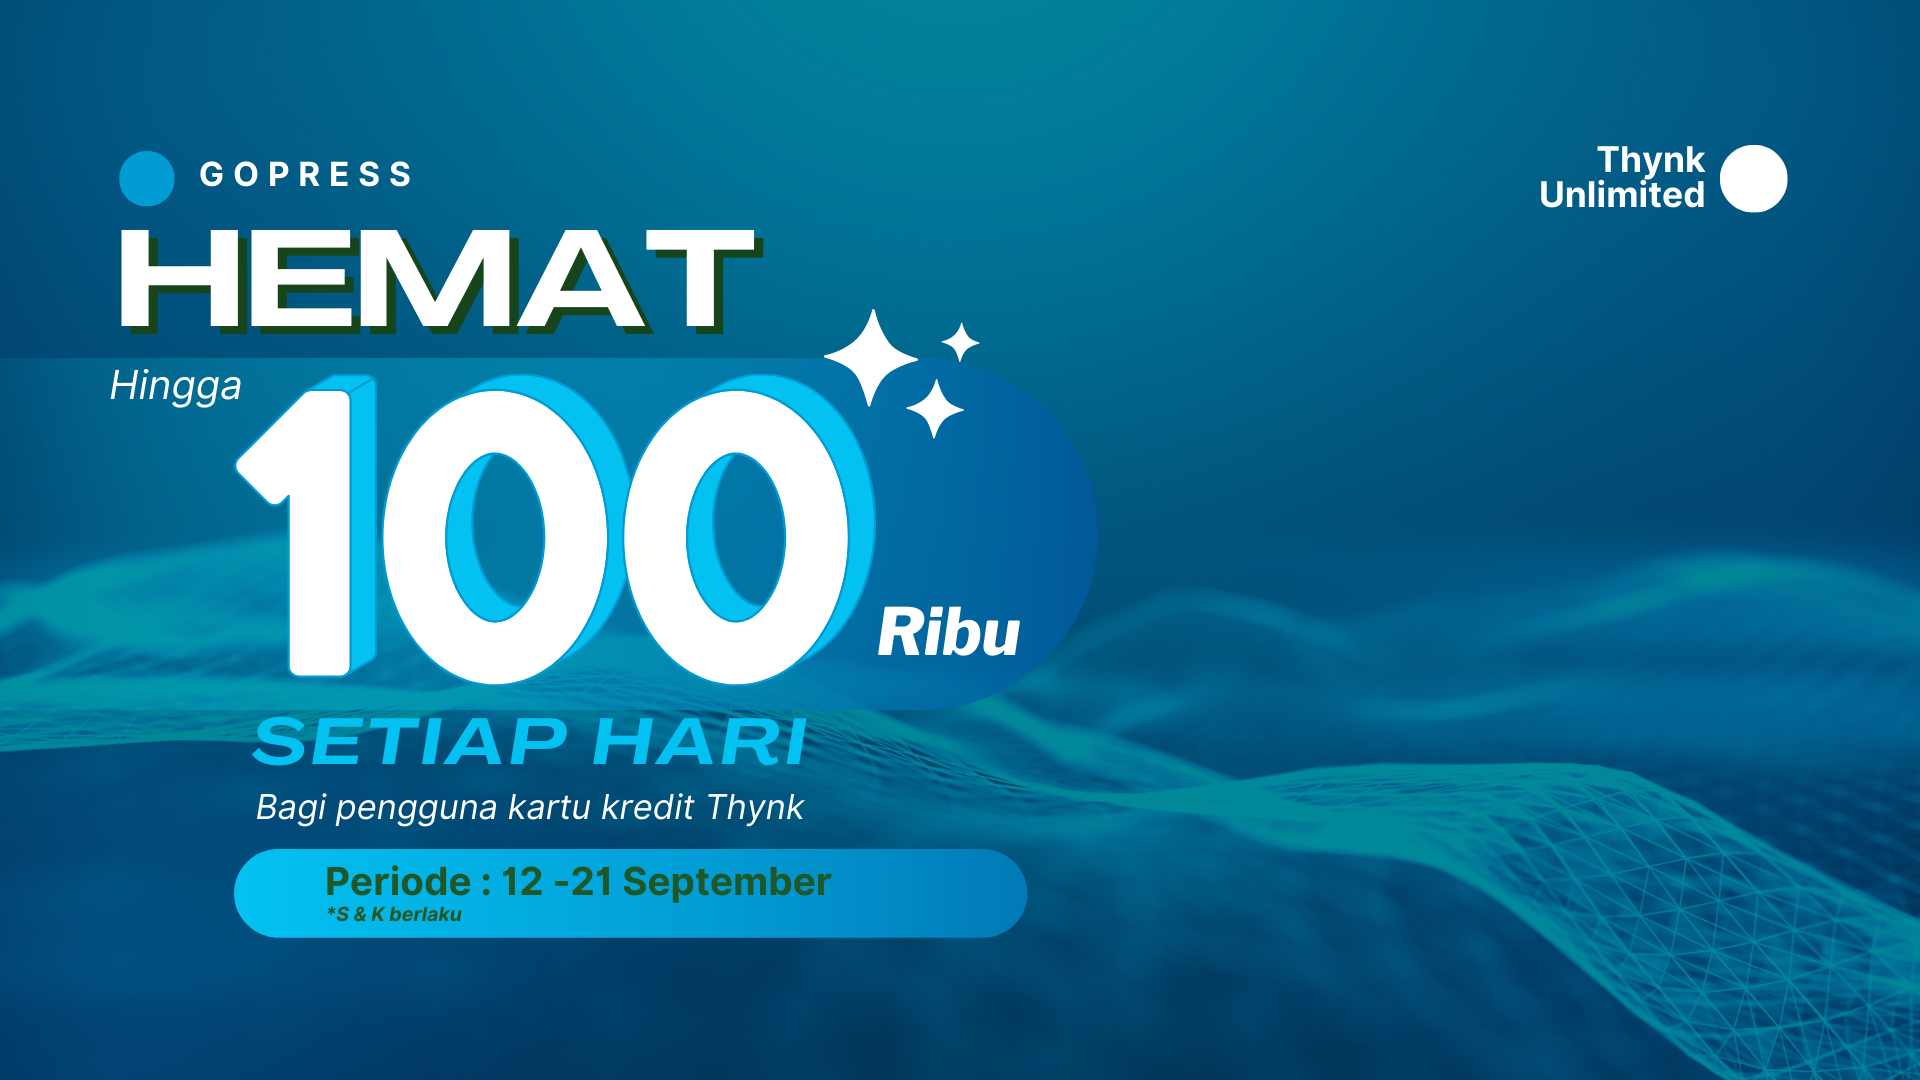 GOPRESS
Thynk
Unlimited
HEMAT
Hingga
100
Ribu
SETIAP HARI
Bagi pengguna kartu kredit Thynk
Periode : 12 -21 September
*S & K berlaku